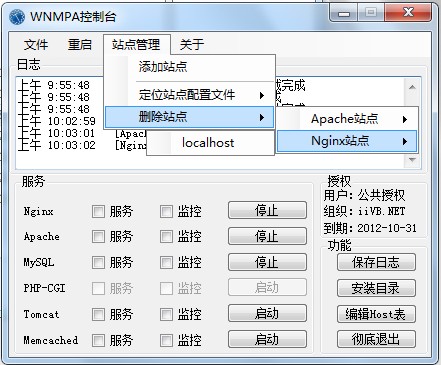 WNMPA控制台
文件 重启 站点管理 关于
日志
添加站点
定位站点配置文件
删除站点
Apache站点
Nginx站点
localhost
上午 9:55:48 完成
上午 9:55:48
上午 9:55:48 完成
上午 10:02:59
上午 10:03:01 [Apac
上午 10:03:02 [Ngin
服务
Nginx 服务 监控 停止
Apache 服务 监控 停止
MySQL 服务 监控 停止
PHP-CGI 服务 监控 启动
Tomcat 服务 监控 启动
Memcached 服务 监控 启动
授权
用户: 公共授权
组织: iiVB.NET
到期: 2012-10-31
功能
保存日志
安装目录
编辑Host表
彻底退出